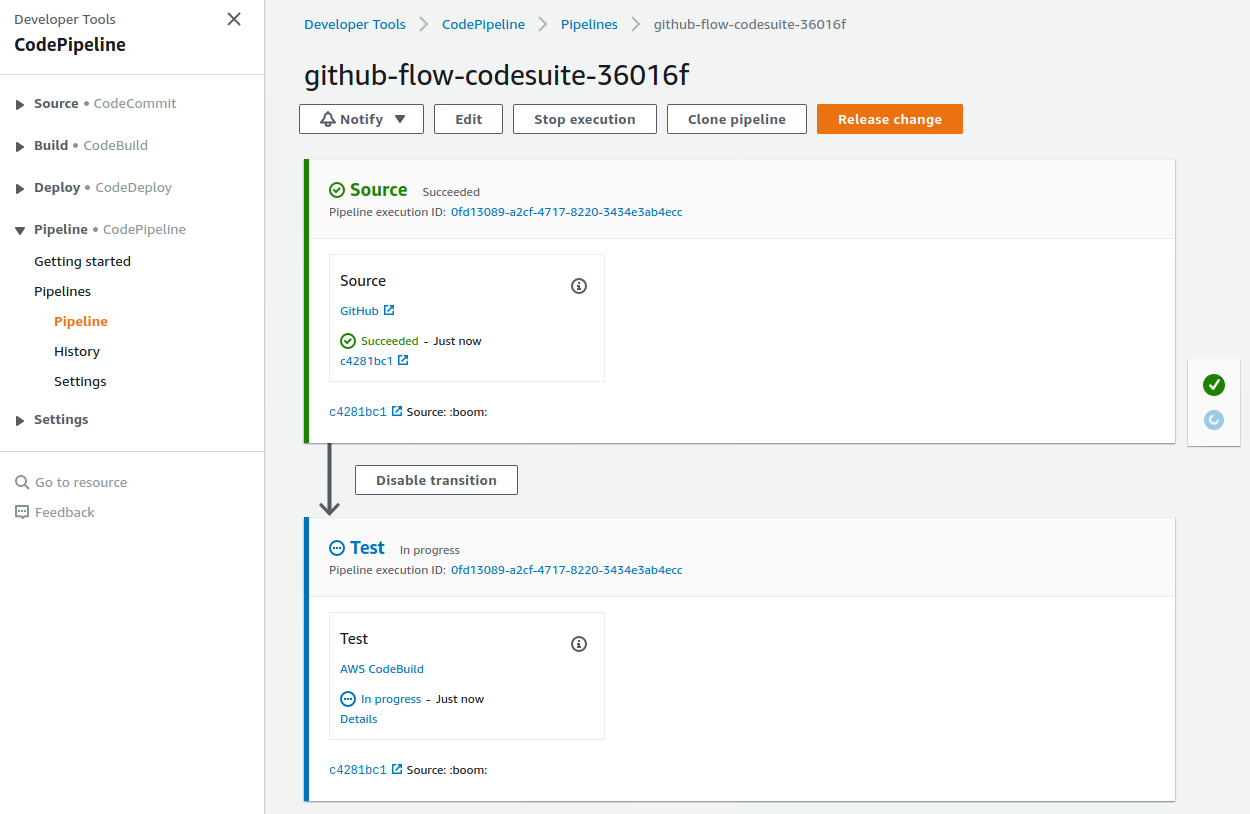 Developer Tools
CodePipeline
Source • CodeCommit
Build • CodeBuild
Deploy • CodeDeploy
Pipeline • CodePipeline
Getting started
Pipelines
Pipeline
History
Settings
Settings
Go to resource
Feedback
Developer Tools CodePipeline Pipelines github-flow-codesuite-36016f
github-flow-codesuite-36016f
Notify Edit Stop execution Clone pipeline Release change
Source Succeeded
Pipeline execution ID: 0fd13089-a2cf-4717-8220-3434e3ab4ecc
Source
GitHub
Succeeded - Just now
c4281bc1
c4281bc1 Source: :boom:
Disable transition
Test In progress
Pipeline execution ID: 0fd13089-a2cf-4717-8220-3434e3ab4ecc
Test
AWS CodeBuild
In progress - Just now
Details
c4281bc1 Source: :boom: